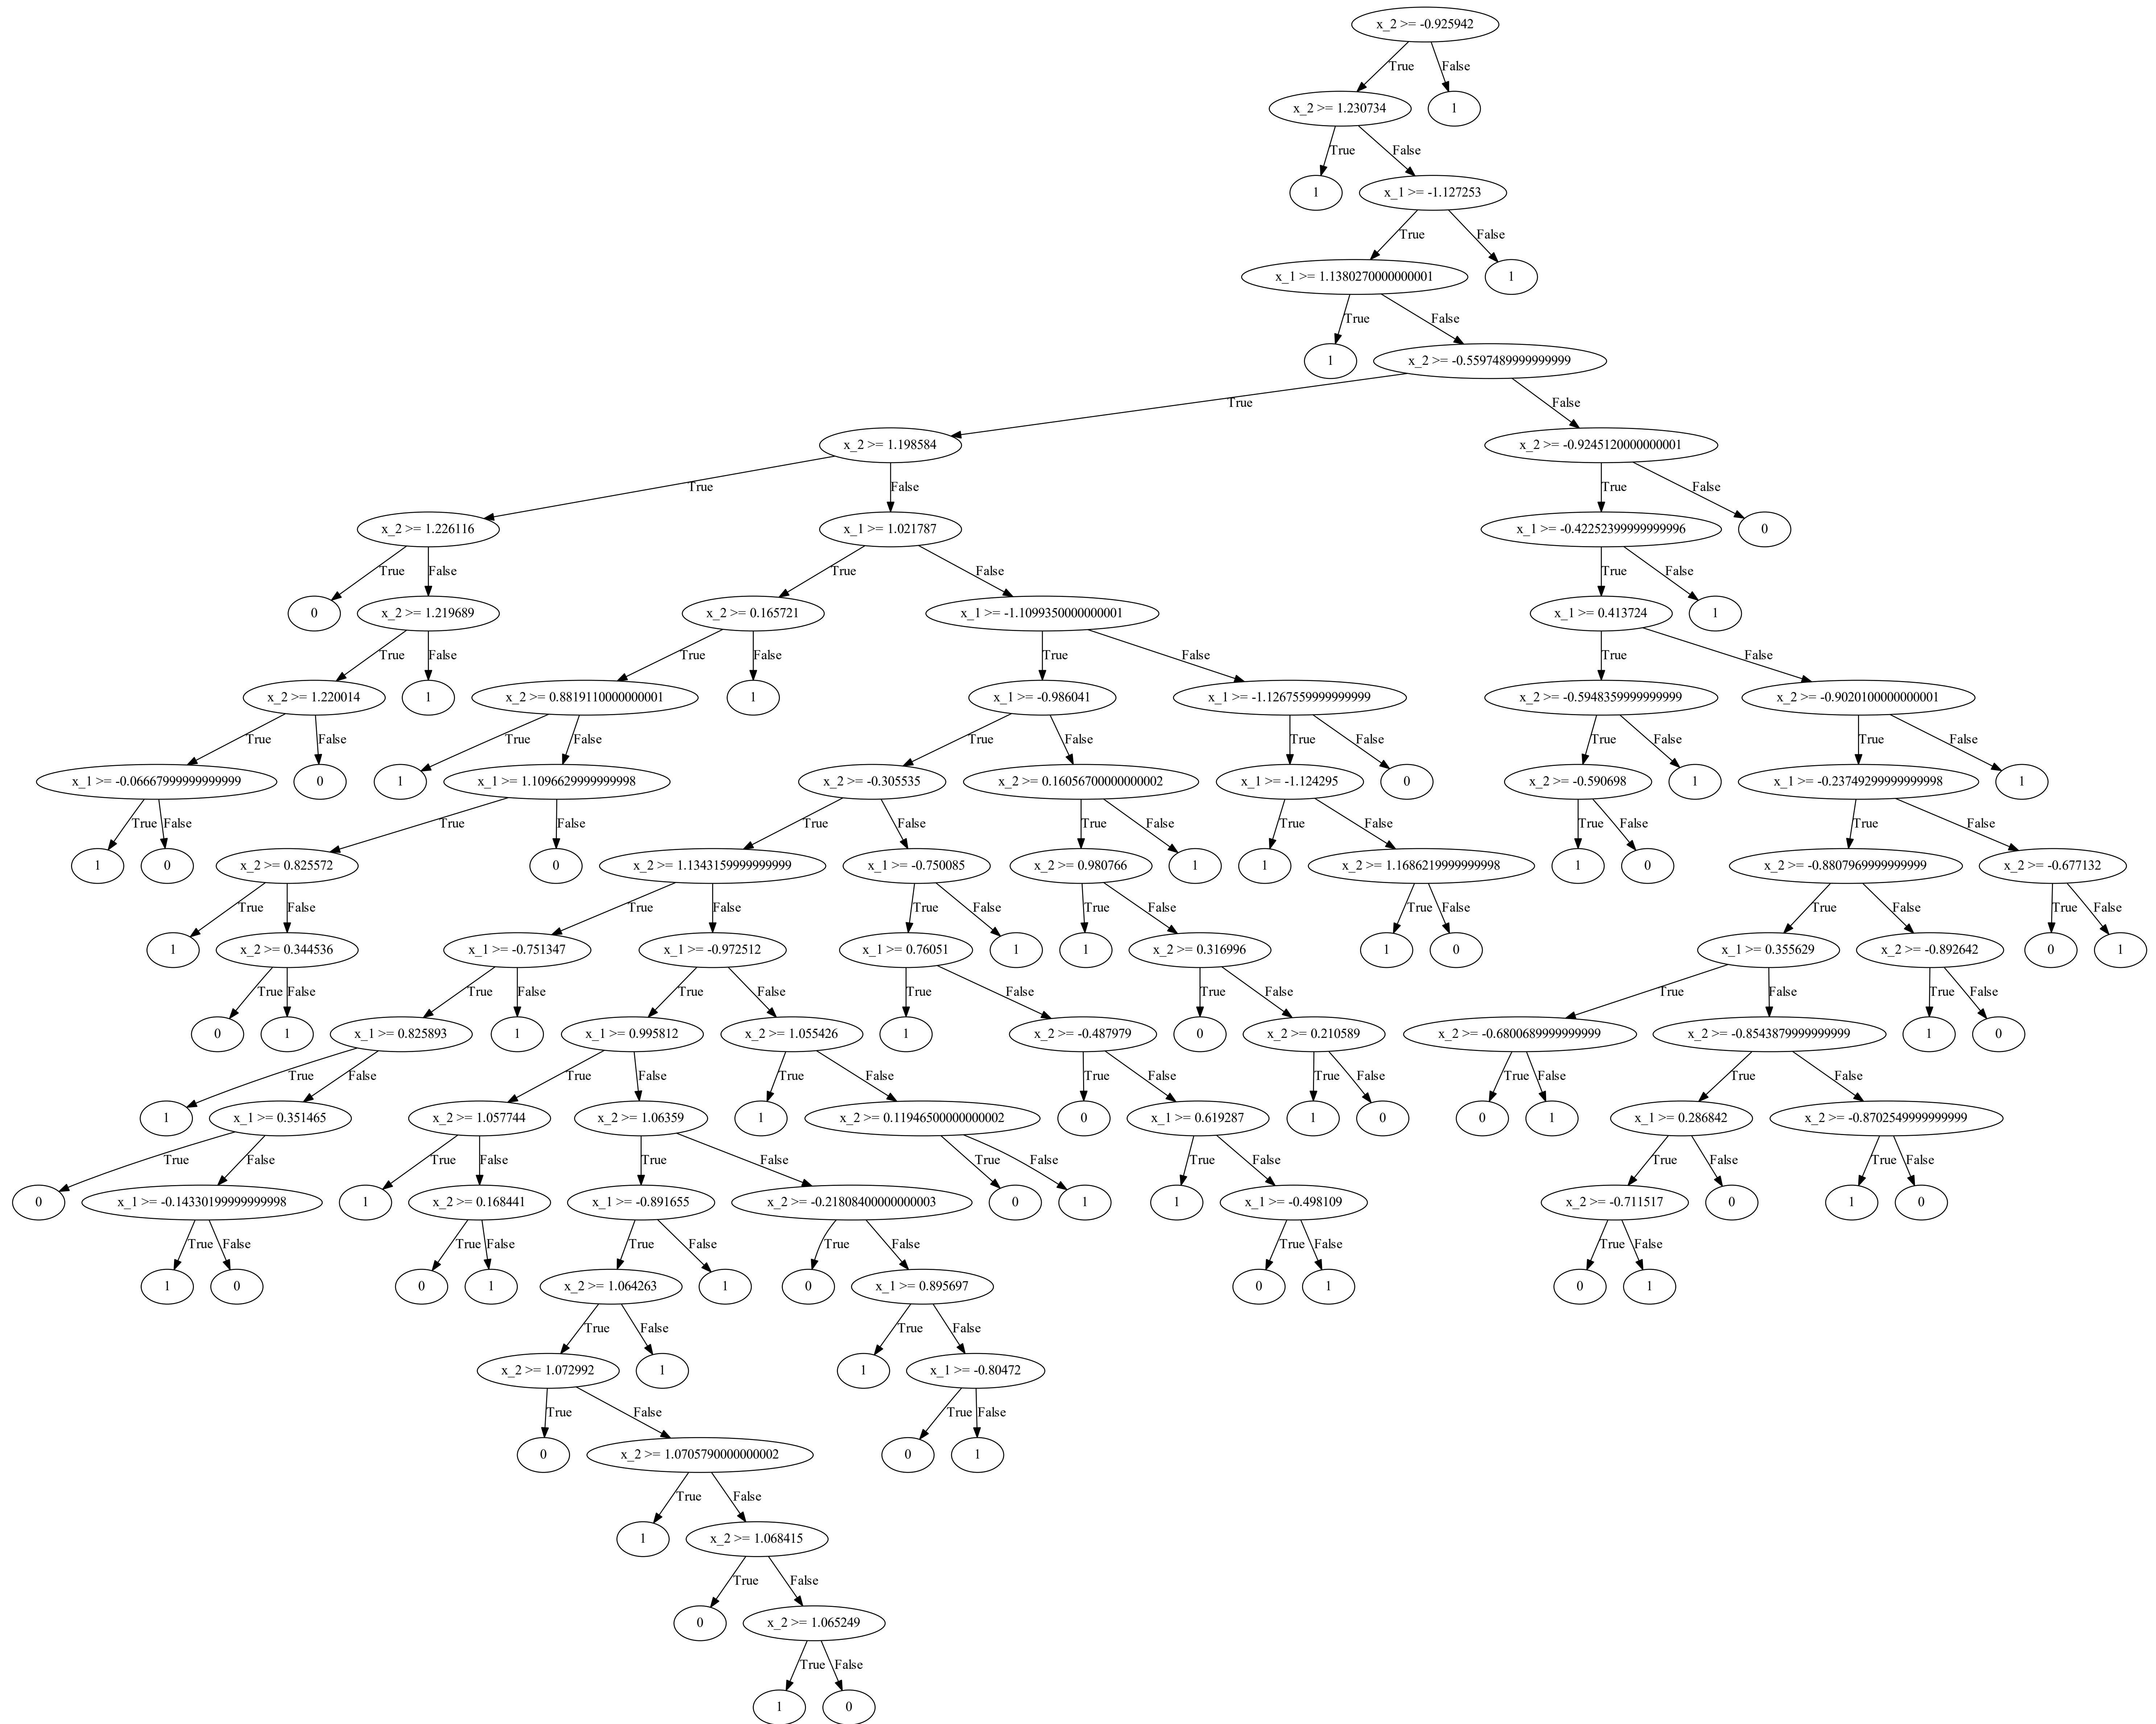 x_2 >= -0.925942
True False
x_2 >= 1.230734 1
True False
1 x_1 >= -1.127253
True False
x_1 >= 1.1380270000000001 1
True False
1 x_2 >= -0.5597489999999999
True False
x_2 >= 1.198584 x_2 >= -0.9245120000000001
True False True False
x_2 >= 1.226116 x_1 >= 1.021787 x_1 >= -0.42252399999999996 0
True False True False True False
0 x_2 >= 1.219689 x_2 >= 0.165721 x_1 >= -1.1099350000000001 x_1 >= 0.413724 1
True False True False True False True False
x_2 >= 1.220014 1 x_2 >= 0.8819110000000001 1 x_1 >= -0.986041 x_1 >= -1.1267559999999999 x_2 >= -0.5948359999999999 x_2 >= -0.9020100000000001
True False True False True False True False True False True False
x_1 >= -0.06667999999999999 0 1 x_1 >= 1.1096629999999998 x_2 >= -0.305535 x_2 >= 0.16056700000000002 x_1 >= -1.124295 0 x_2 >= -0.590698 1 x_1 >= -0.23749299999999998 1
True False True False True False True False True False True False True False
1 0 x_2 >= 0.825572 0 x_2 >= 1.1343159999999999 x_1 >= -0.750085 x_2 >= 0.980766 1 1 x_2 >= 1.1686219999999998 1 0 x_2 >= -0.8807969999999999 x_2 >= -0.677132
True False True False True False True False True False True False True False
1 x_2 >= 0.344536 x_1 >= -0.751347 x_1 >= -0.972512 x_1 >= 0.76051 1 1 x_2 >= 0.316996 1 0 x_1 >= 0.355629 x_2 >= -0.892642 0 1
True False True False True False True False True False True False True False
0 1 x_1 >= 0.825893 1 x_1 >= 0.995812 x_2 >= 1.055426 1 x_2 >= -0.487979 0 x_2 >= 0.210589 x_2 >= -0.6800689999999999 x_2 >= -0.8543879999999999 1 0
True False True False True False True False True False True False True False
1 x_1 >= 0.351465 x_2 >= 1.057744 x_2 >= 1.06359 1 x_2 >= 0.11946500000000002 0 x_1 >= 0.619287 1 0 0 1 x_1 >= 0.286842 x_2 >= -0.8702549999999999
True False True False True False True False True False True False True False
0 x_1 >= -0.14330199999999998 1 x_2 >= 0.168441 x_1 >= -0.891655 x_2 >= -0.21808400000000003 0 1 1 x_1 >= -0.498109 x_2 >= -0.711517 0 1 0
True False True False True False True False True False True False
1 0 0 1 x_2 >= 1.064263 1 0 x_1 >= 0.895697 0 1 0 1
True False True False
x_2 >= 1.072992 1 1 x_1 >= -0.80472
True False True False
0 x_2 >= 1.0705790000000002 0 1
True False
1 x_2 >= 1.068415
True False
0 x_2 >= 1.065249
True False
1 0